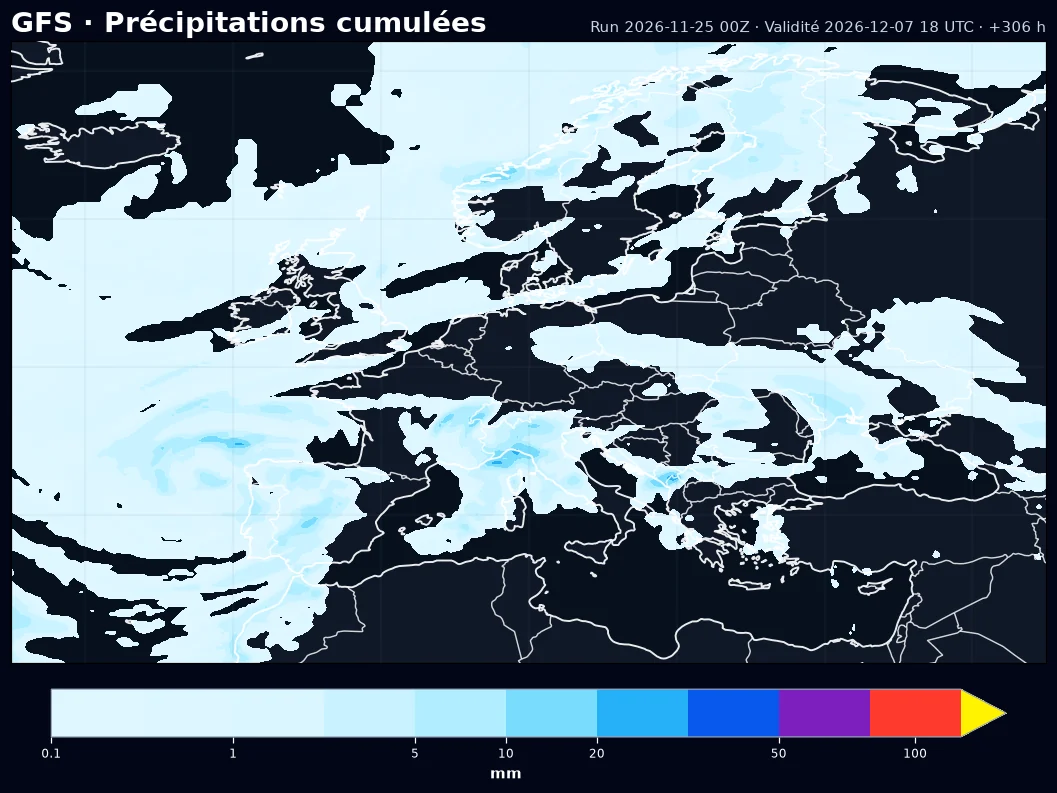 GFS · Précipitations cumulées
Run 2026-11-25 00Z · Validité 2026-12-07 18 UTC · +306 h
0.1 1 5 10 20 50 100
mm